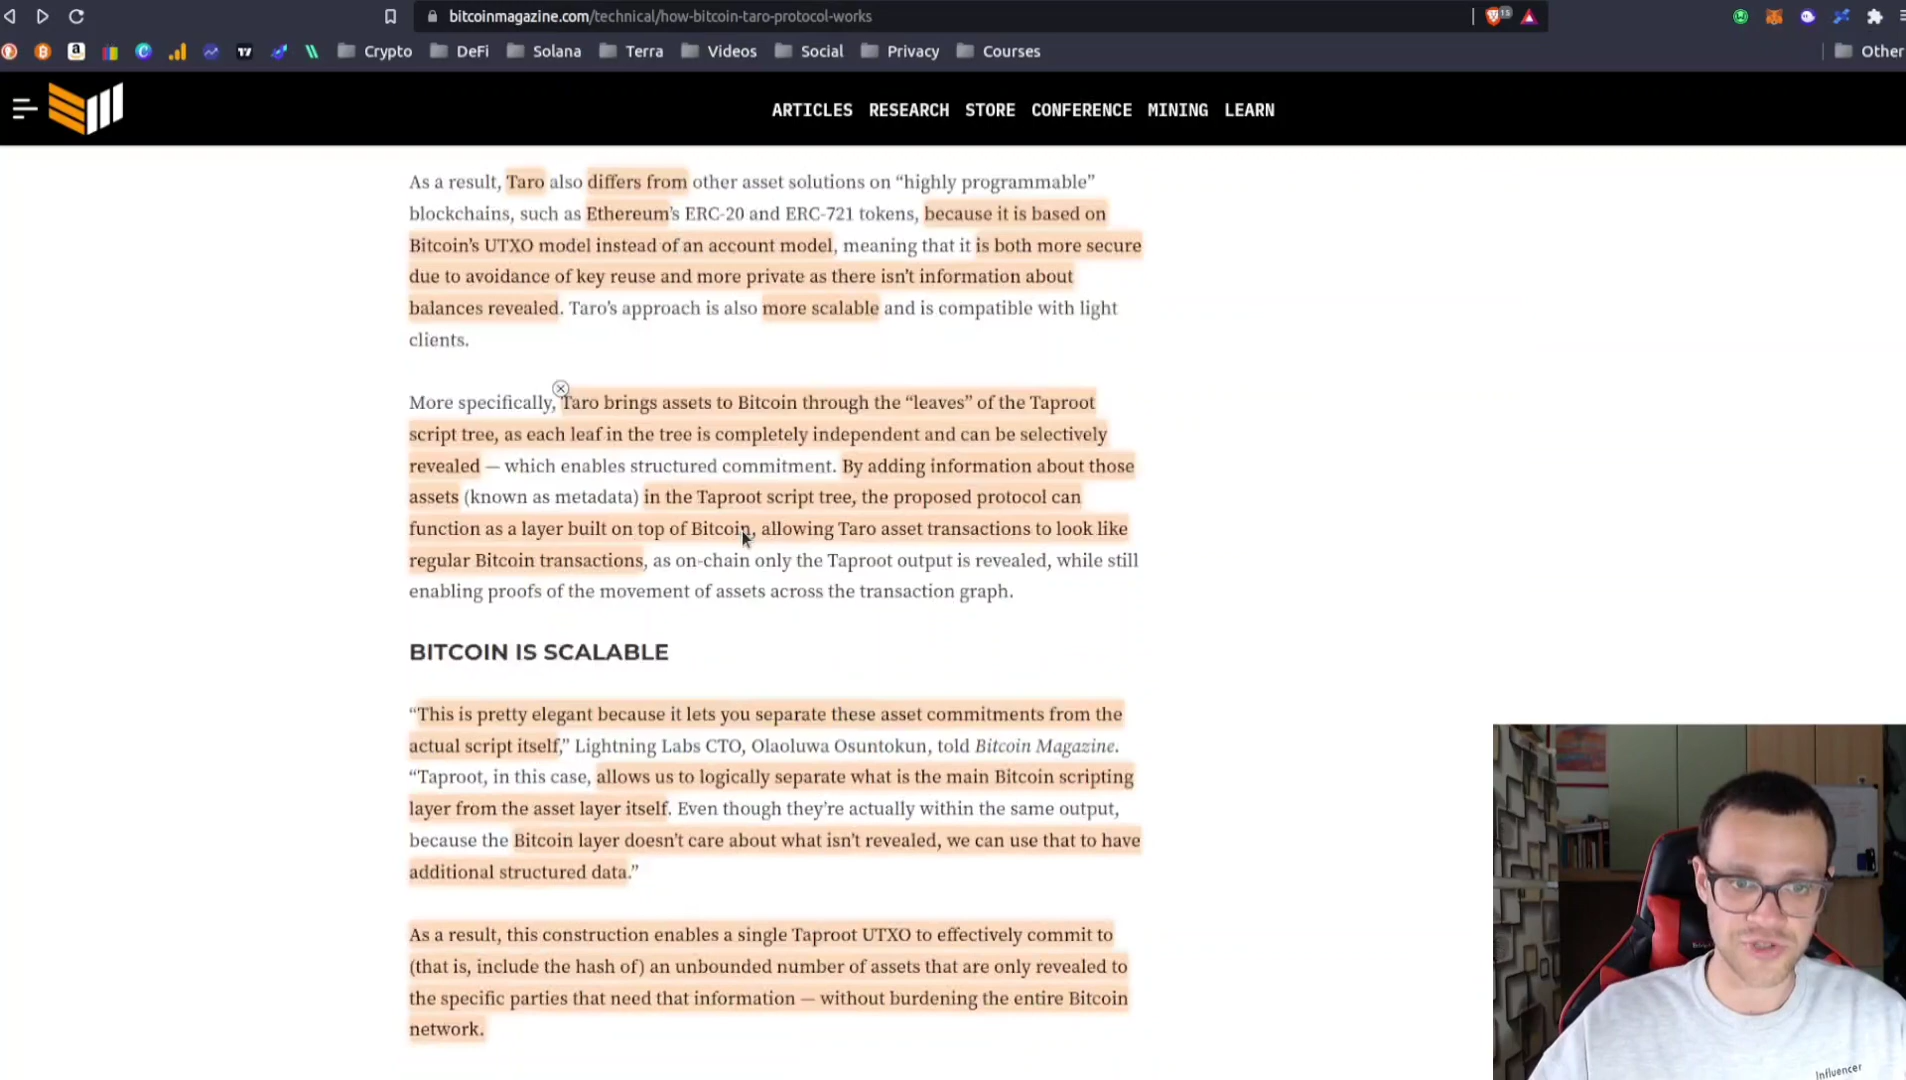 bitcoinmagazine.com/technical/how-bitcoin-taro-protocol-works
15
Crypto DeFi Solana Terra Videos Social Privacy Courses Other
ARTICLES RESEARCH STORE CONFERENCE MINING LEARN
As a result, Taro also differs from other asset solutions on “highly programmable”
blockchains, such as Ethereum’s ERC-20 and ERC-721 tokens, because it is based on
Bitcoin’s UTXO model instead of an account model, meaning that it is both more secure
due to avoidance of key reuse and more private as there isn’t information about
balances revealed. Taro’s approach is also more scalable and is compatible with light
clients.
More specifically, Taro brings assets to Bitcoin through the “leaves” of the Taproot
script tree, as each leaf in the tree is completely independent and can be selectively
revealed — which enables structured commitment. By adding information about those
assets (known as metadata) in the Taproot script tree, the proposed protocol can
function as a layer built on top of Bitcoin, allowing Taro asset transactions to look like
regular Bitcoin transactions, as on-chain only the Taproot output is revealed, while still
enabling proofs of the movement of assets across the transaction graph.
BITCOIN IS SCALABLE
“This is pretty elegant because it lets you separate these asset commitments from the
actual script itself,” Lightning Labs CTO, Olaoluwa Osuntokun, told Bitcoin Magazine.
“Taproot, in this case, allows us to logically separate what is the main Bitcoin scripting
layer from the asset layer itself. Even though they’re actually within the same output,
because the Bitcoin layer doesn’t care about what isn’t revealed, we can use that to have
additional structured data.”
As a result, this construction enables a single Taproot UTXO to effectively commit to
(that is, include the hash of) an unbounded number of assets that are only revealed to
the specific parties that need that information — without burdening the entire Bitcoin
network.
Influencer